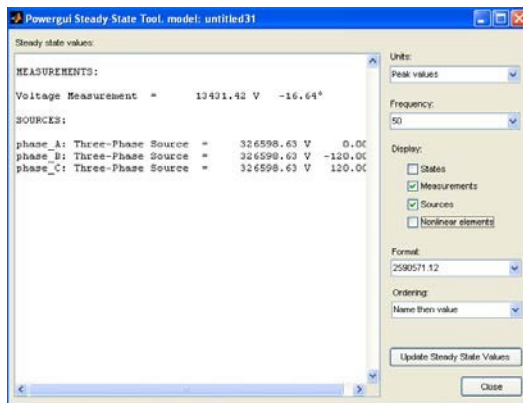 Powergui Steady-State Tool. model: untitled31
Steady state values:
MEASUREMENTS:
Voltage Measurement = 13431.42 V -16.64°
SOURCES:
phase_A: Three-Phase Source = 326598.63 V 0.00
phase_B: Three-Phase Source = 326598.63 V -120.00
phase_C: Three-Phase Source = 326598.63 V 120.00
Units:
Peak values
Frequency:
50
Display:
States
Measurements
Sources
Nonlinear elements
Format:
2590571.12
Ordering:
Name then value
Update Steady State Values
Close